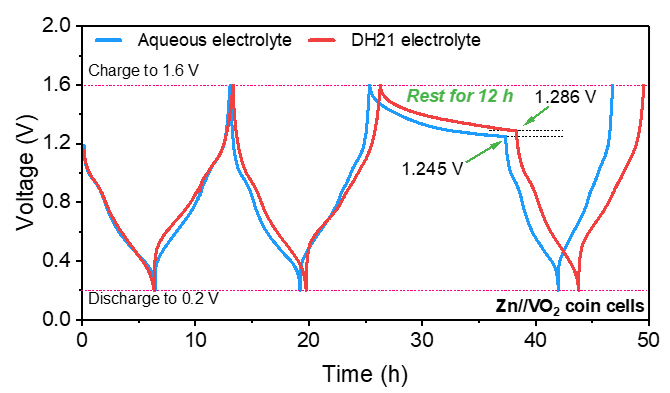 Aqueous electrolyte
DH21 electrolyte
Charge to 1.6 V
Rest for 12 h
1.286 V
1.245 V
Discharge to 0.2 V
Zn//VO₂ coin cells
Voltage (V)
2.0
1.6
1.2
0.8
0.4
0.0
0 10 20 30 40 50
Time (h)